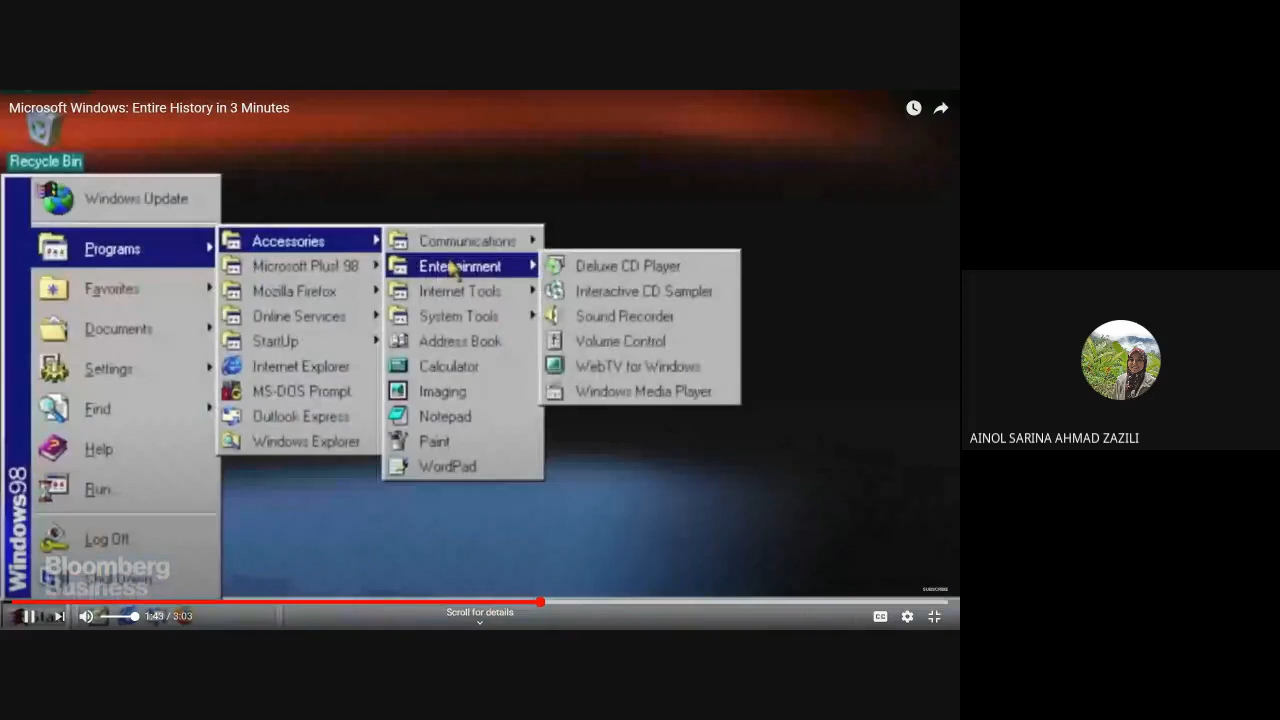 Microsoft Windows: Entire History in 3 Minutes
Recycle Bin
Windows Update
Programs
Favorites
Documents
Settings
Find
Help
Run...
Log Off
Shut Down
Windows98
Accessories
Microsoft Plus! 98
Mozilla Firefox
Online Services
StartUp
Internet Explorer
MS-DOS Prompt
Outlook Express
Windows Explorer
Communications
Entertainment
Internet Tools
System Tools
Address Book
Calculator
Imaging
Notepad
Paint
WordPad
Deluxe CD Player
Interactive CD Sampler
Sound Recorder
Volume Control
WebTV for Windows
Windows Media Player
Bloomberg
Business
SUBSCRIBE
1:43 / 3:03
Scroll for details
CC
AINOL SARINA AHMAD ZAZILI